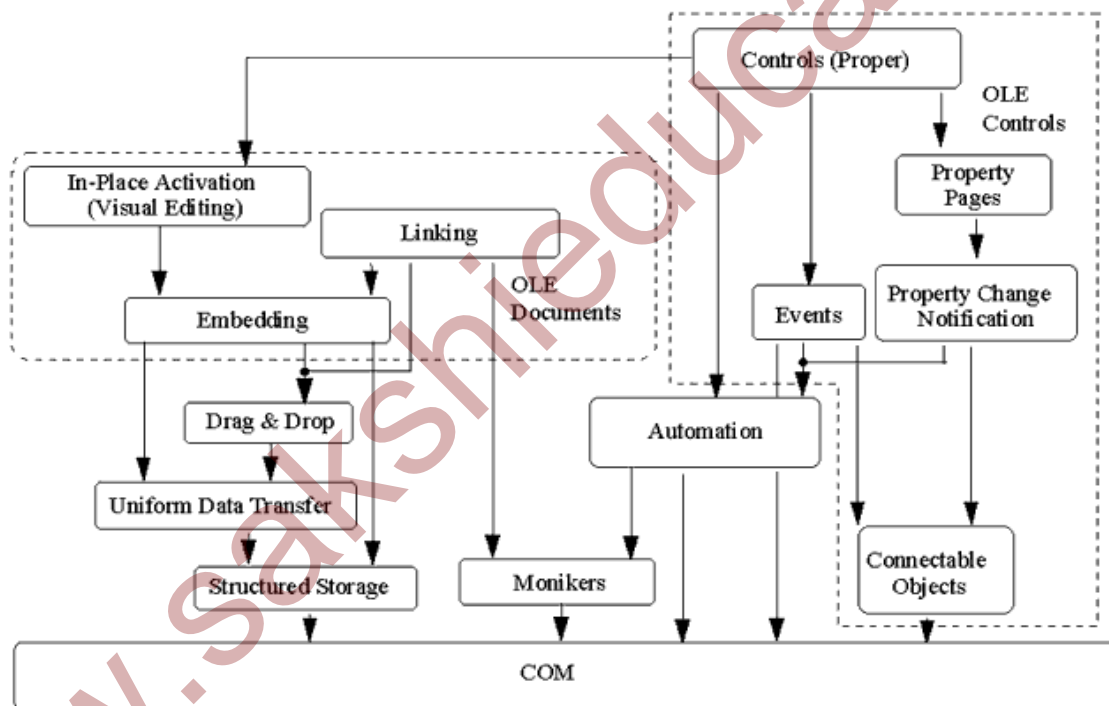 Controls (Proper)
OLE
Controls
In-Place Activation
(Visual Editing)
Property
Pages
Linking
OLE
Documents
Embedding
Events
Property Change
Notification
Drag & Drop
Automation
Uniform Data Transfer
Structured Storage
Monikers
Connectable
Objects
COM
w.sakshieduca